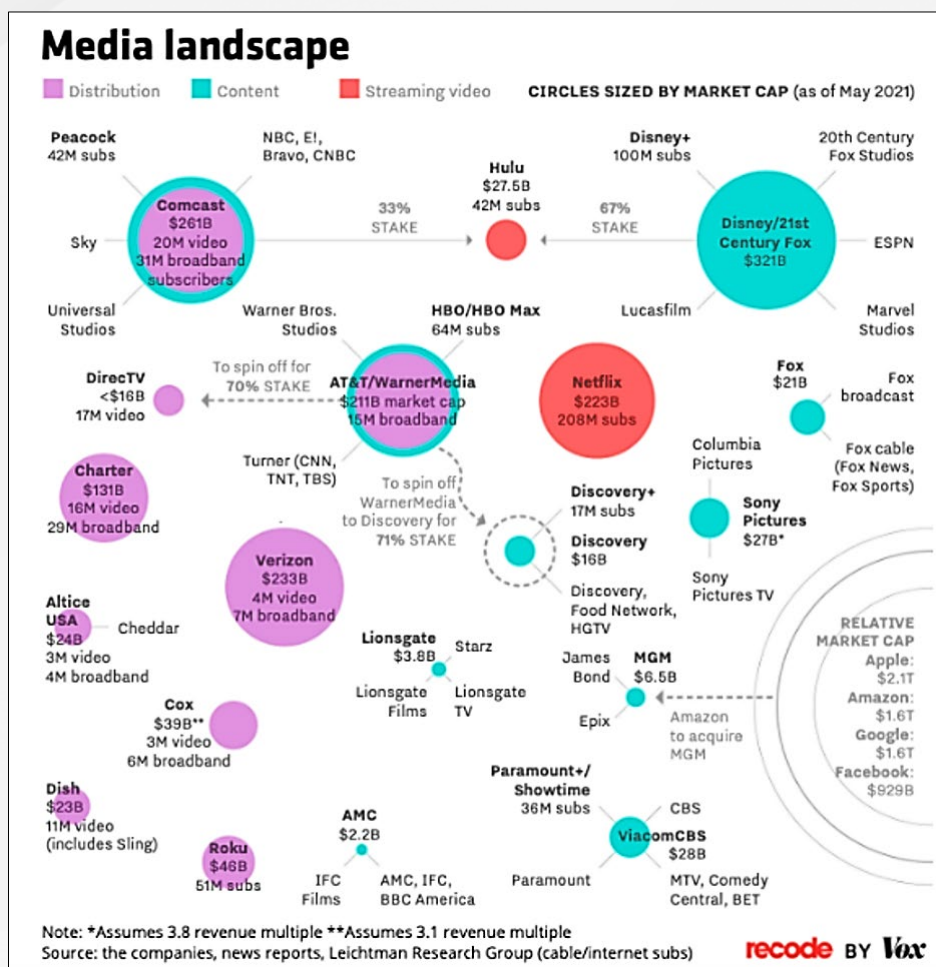 Media landscape
Distribution
Content
Streaming video
CIRCLES SIZED BY MARKET CAP (as of May 2021)
Peacock
42M subs
NBC, E!,
Bravo, CNBC
Comcast
$261B
20M video
31M broadband
subscribers
Sky
Universal
Studios
33%
STAKE
Hulu
$27.5B
42M subs
67%
STAKE
Disney+
100M subs
20th Century
Fox Studios
Disney/21st
Century Fox
$321B
ESPN
Lucasfilm
Marvel
Studios
Warner Bros.
Studios
HBO/HBO Max
64M subs
AT&T/WarnerMedia
$211B market cap
15M broadband
Turner (CNN,
TNT, TBS)
To spin off for
70% STAKE
DirecTV
<$16B
17M video
Netflix
$223B
208M subs
Fox
$21B
Fox
broadcast
Fox cable
(Fox News,
Fox Sports)
Charter
$131B
16M video
29M broadband
To spin off
WarnerMedia
to Discovery for
71% STAKE
Discovery+
17M subs
Discovery
$16B
Discovery,
Food Network,
HGTV
Columbia
Pictures
Sony
Pictures
$27B*
Sony
Pictures TV
Verizon
$233B
4M video
7M broadband
Altice
USA
$24B
3M video
4M broadband
Cheddar
Lionsgate
$3.8B
Starz
Lionsgate
Films
Lionsgate
TV
James
Bond
MGM
$6.5B
Epix
Amazon
to acquire
MGM
RELATIVE
MARKET CAP
Apple:
$2.1T
Amazon:
$1.6T
Google:
$1.6T
Facebook:
$929B
Cox
$39B**
3M video
6M broadband
Dish
$23B
11M video
(includes Sling)
Roku
$46B
51M subs
AMC
$2.2B
IFC
Films
AMC, IFC,
BBC America
Paramount+/
Showtime
36M subs
CBS
ViacomCBS
$28B
Paramount
MTV, Comedy
Central, BET
Note: *Assumes 3.8 revenue multiple **Assumes 3.1 revenue multiple
Source: the companies, news reports, Leichtman Research Group (cable/internet subs)
recode BY Vox